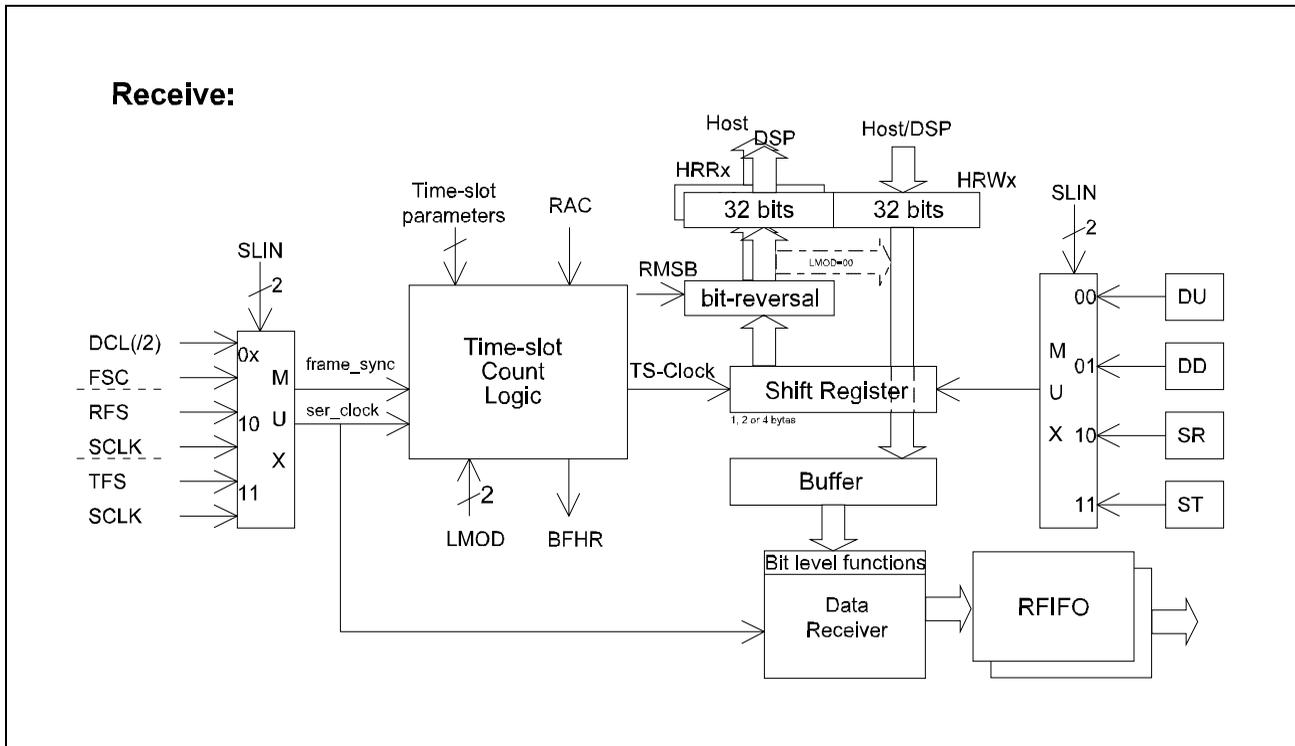 Receive:
Host
DSP
Host/DSP
HRRx
HRWx
32 bits
32 bits
Time-slot
parameters
RAC
SLIN
2
SLIN
2
RMSB
LMOD=00
bit-reversal
DCL(/2)
FSC
RFS
SCLK
TFS
SCLK
0x
10
11
M
U
X
frame_sync
ser_clock
Time-slot
Count
Logic
TS-Clock
Shift Register
1, 2 or 4 bytes
00
01
10
11
M
U
X
DU
DD
SR
ST
2
LMOD
BFHR
Buffer
Bit level functions
Data
Receiver
RFIFO